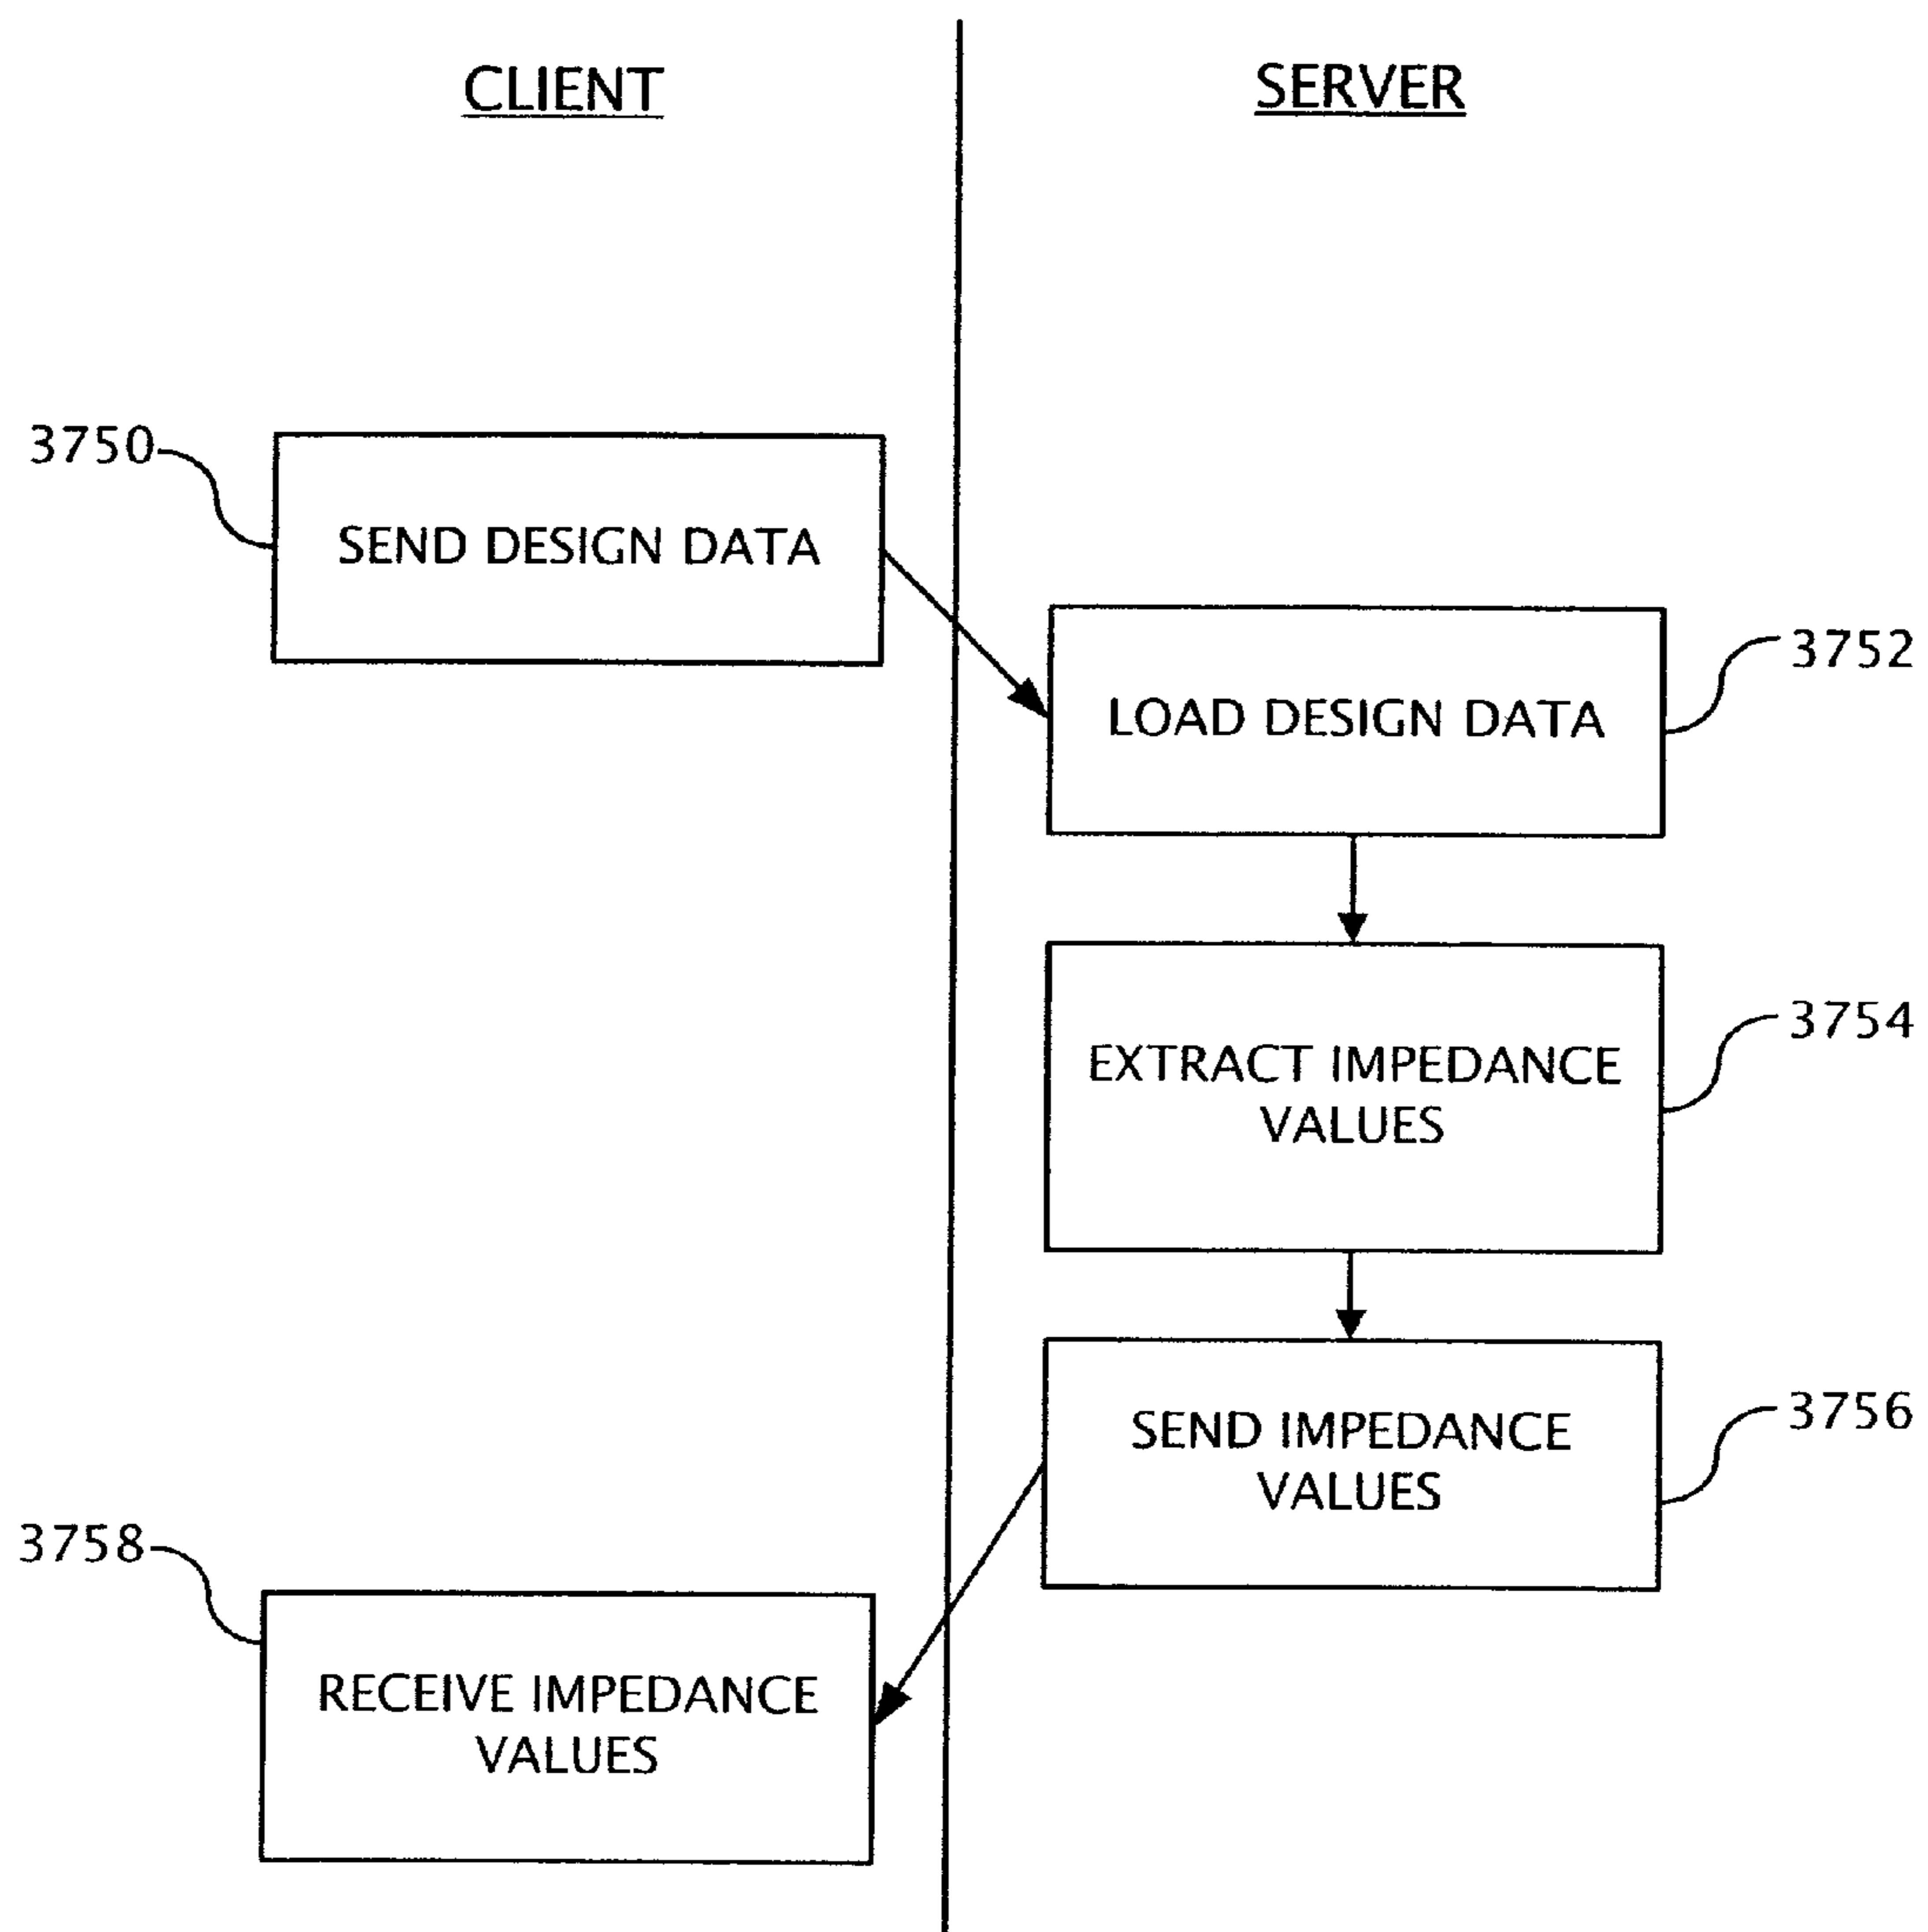 CLIENT
SERVER
3750
SEND DESIGN DATA
3752
LOAD DESIGN DATA
3754
EXTRACT IMPEDANCE
VALUES
3756
SEND IMPEDANCE
VALUES
3758
RECEIVE IMPEDANCE
VALUES